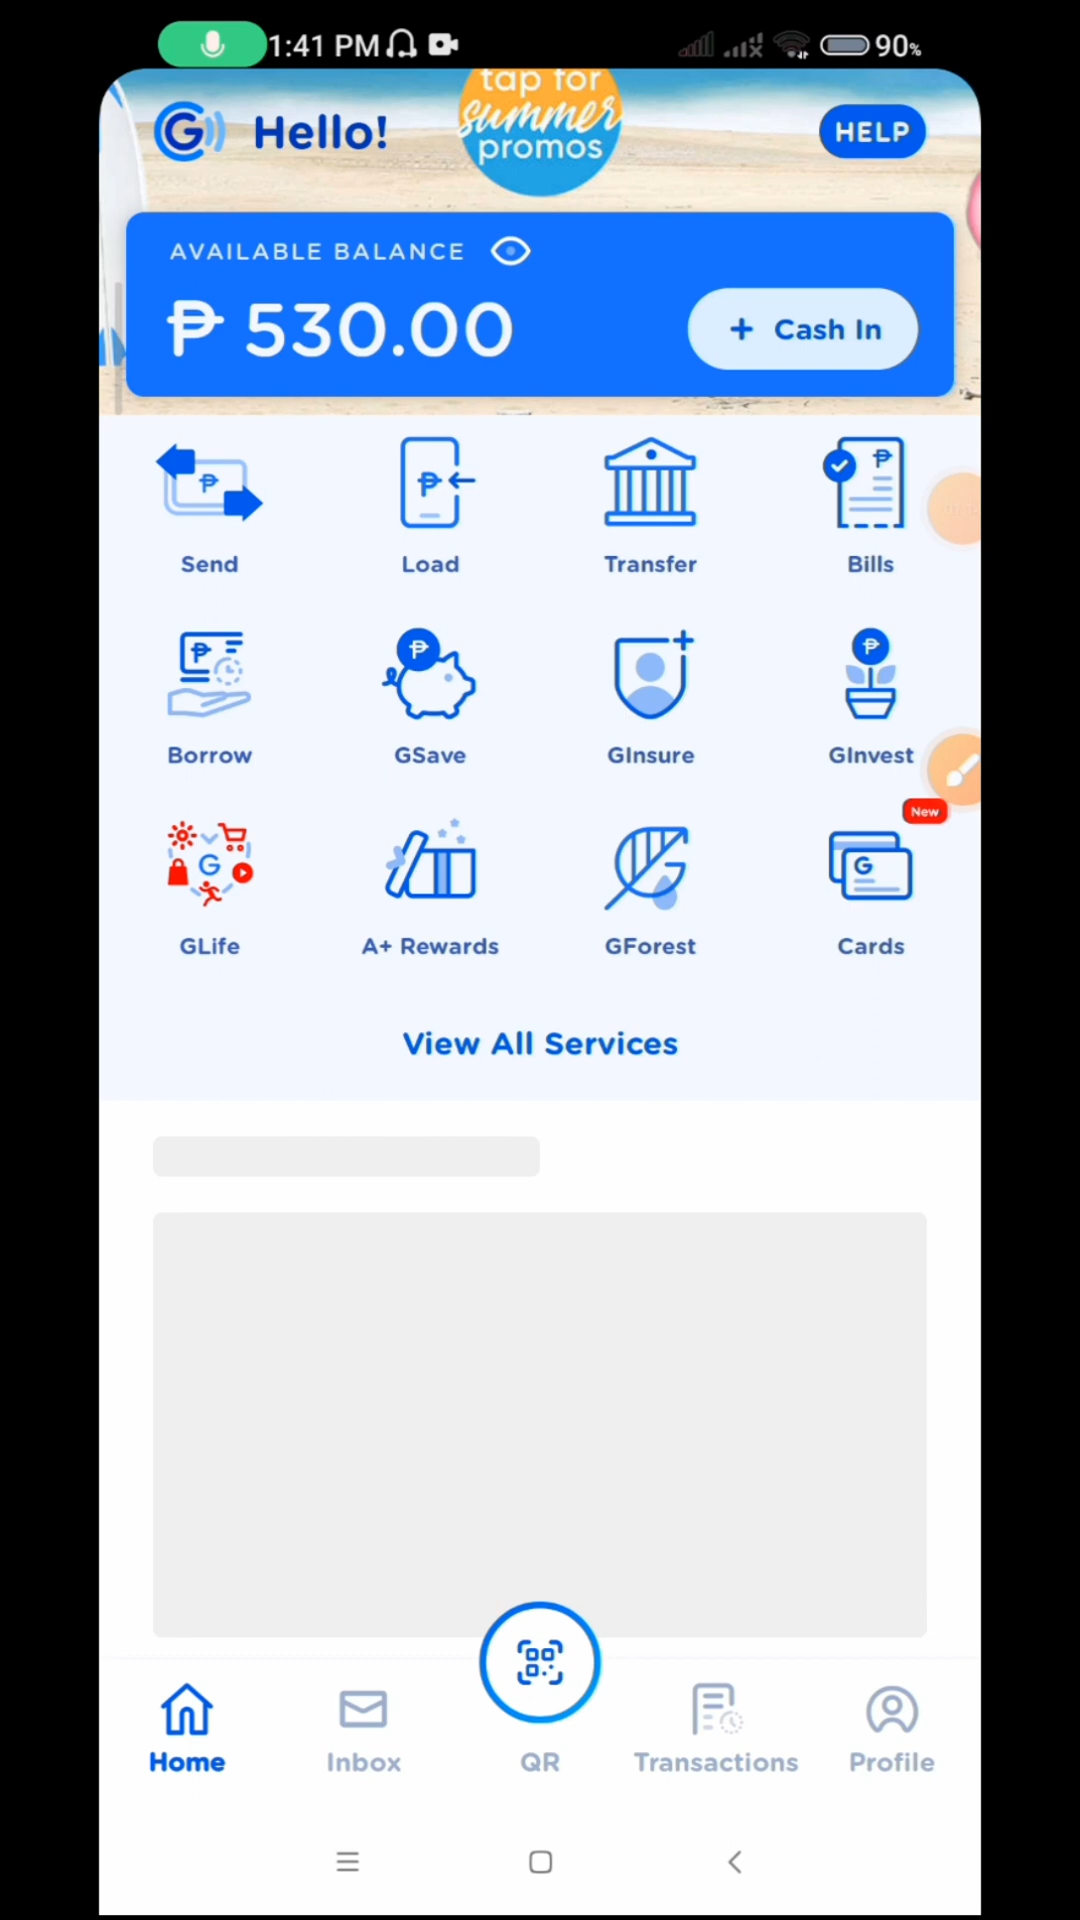 1:41 PM
90%
Hello!
tap for
summer
promos
HELP
AVAILABLE BALANCE
₱ 530.00
+ Cash In
Send
Load
Transfer
Bills
Borrow
GSave
GInsure
GInvest
New
GLife
A+ Rewards
GForest
Cards
View All Services
Home
Inbox
QR
Transactions
Profile